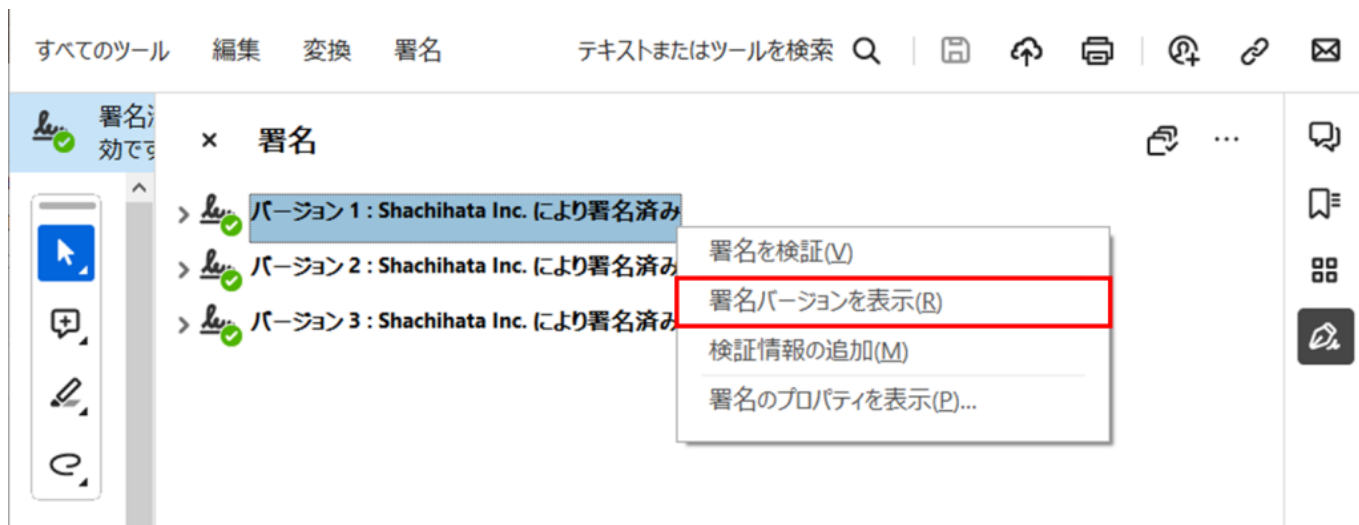 すべてのツール 編集 変換 署名 テキストまたはツールを検索
署名済
効です
署名
バージョン 1 : Shachihata Inc. により署名済み
バージョン 2 : Shachihata Inc. により署名済み
バージョン 3 : Shachihata Inc. により署名済み
署名を検証(V)
署名バージョンを表示(R)
検証情報の追加(M)
署名のプロパティを表示(P)...